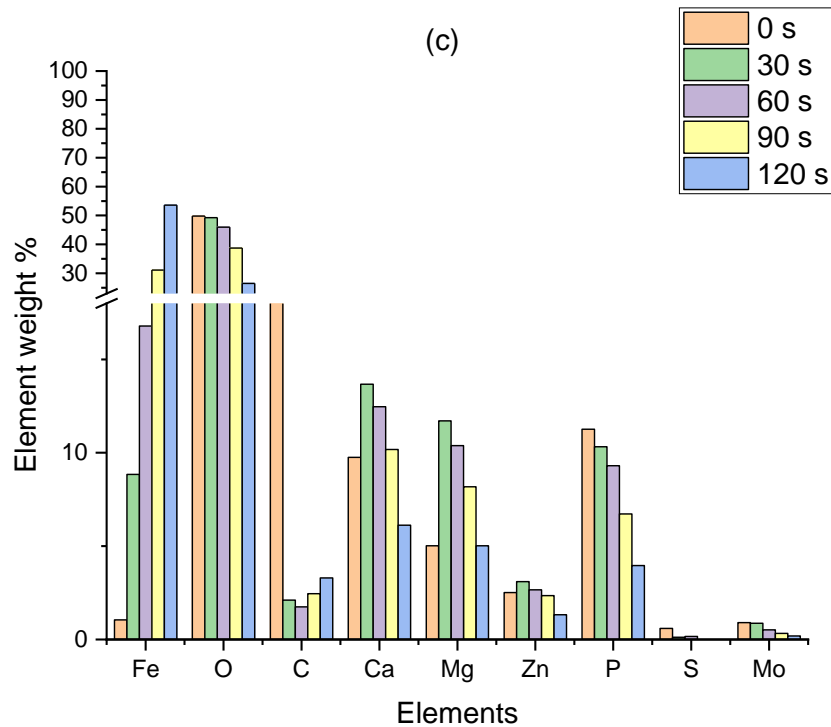 (c)
0 s
30 s
60 s
90 s
120 s
100
90
80
70
60
50
40
30
10
0
Element weight %
Fe O C Ca Mg Zn P S Mo
Elements